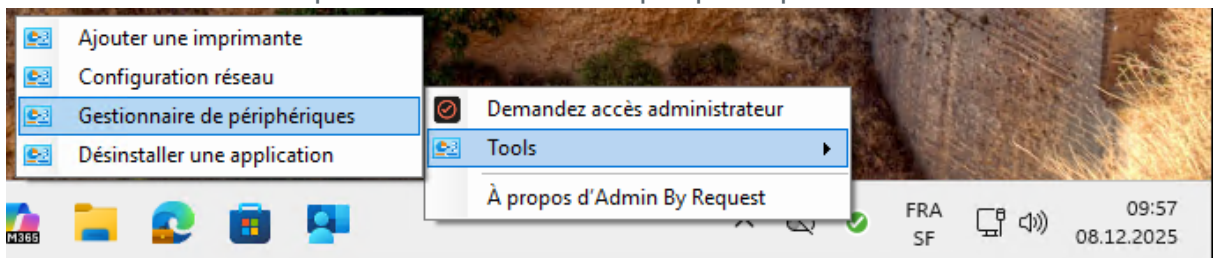 Ajouter une imprimante
Configuration réseau
Gestionnaire de périphériques
Désinstaller une application
Demandez accès administrateur
Tools
À propos d'Admin By Request
M365
FRA
SF
09:57
08.12.2025